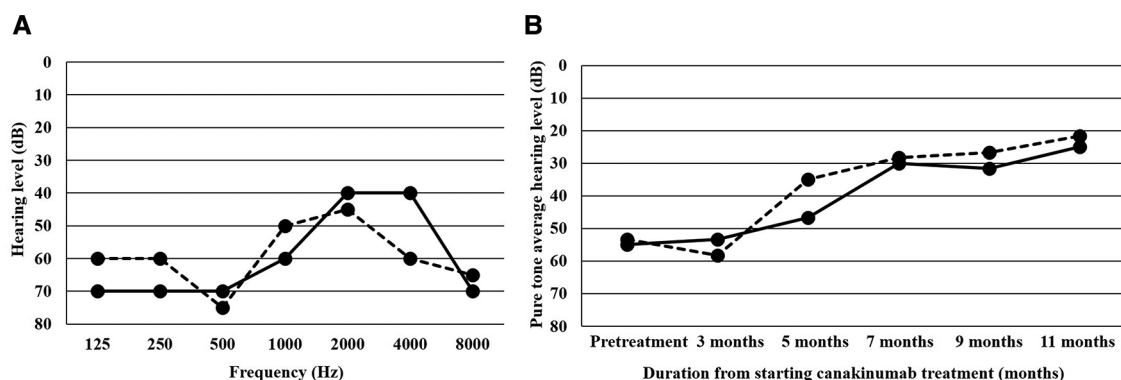 A
Hearing level (dB)
0
10
20
30
40
50
60
70
80
125 250 500 1000 2000 4000 8000
Frequency (Hz)
B
Pure tone average hearing level (dB)
0
10
20
30
40
50
60
70
80
Pretreatment 3 months 5 months 7 months 9 months 11 months
Duration from starting canakinumab treatment (months)